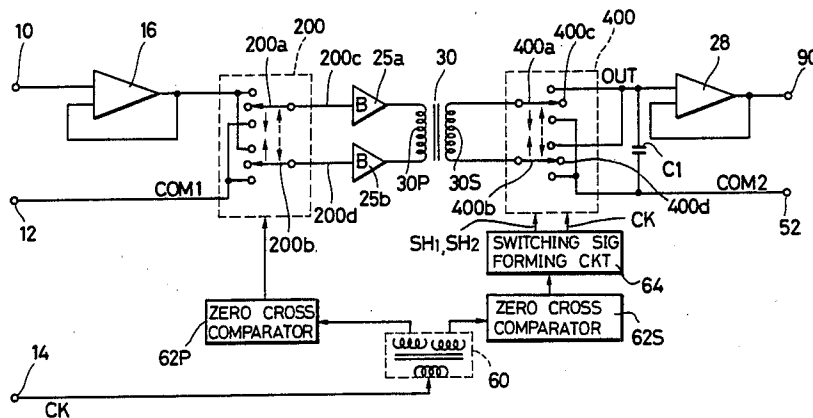 10 16 200 200a 200c 25a 30 400a 400 400c 28 90
OUT
B
30P 30S
C1
B
COM1 COM2
12 200b 200d 25b 400b 400d 52
SH1, SH2 CK
SWITCHING SIG
FORMING CKT
64
ZERO CROSS
COMPARATOR
62P
ZERO CROSS
COMPARATOR
62S
14
60
CK